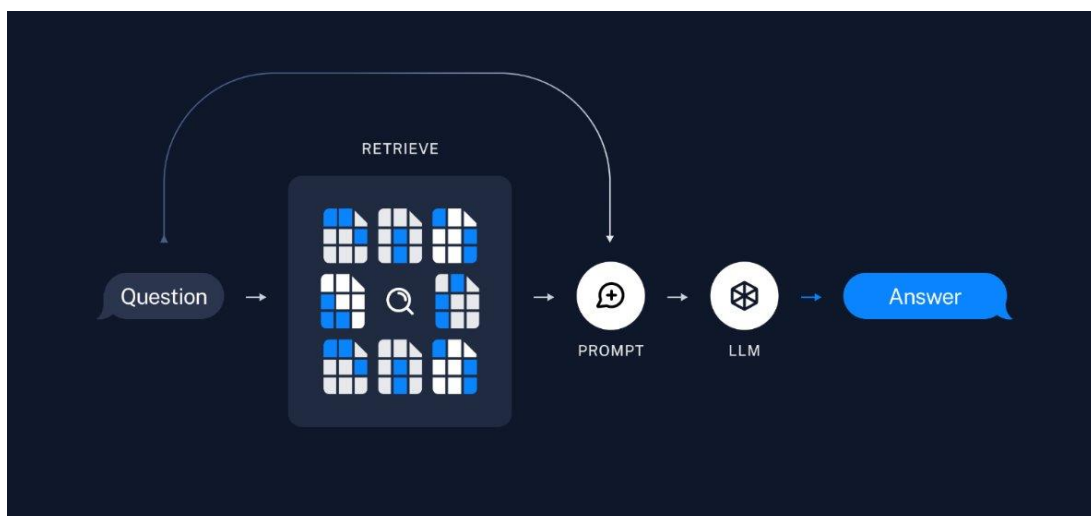 RETRIEVE
Question
Answer
PROMPT
LLM